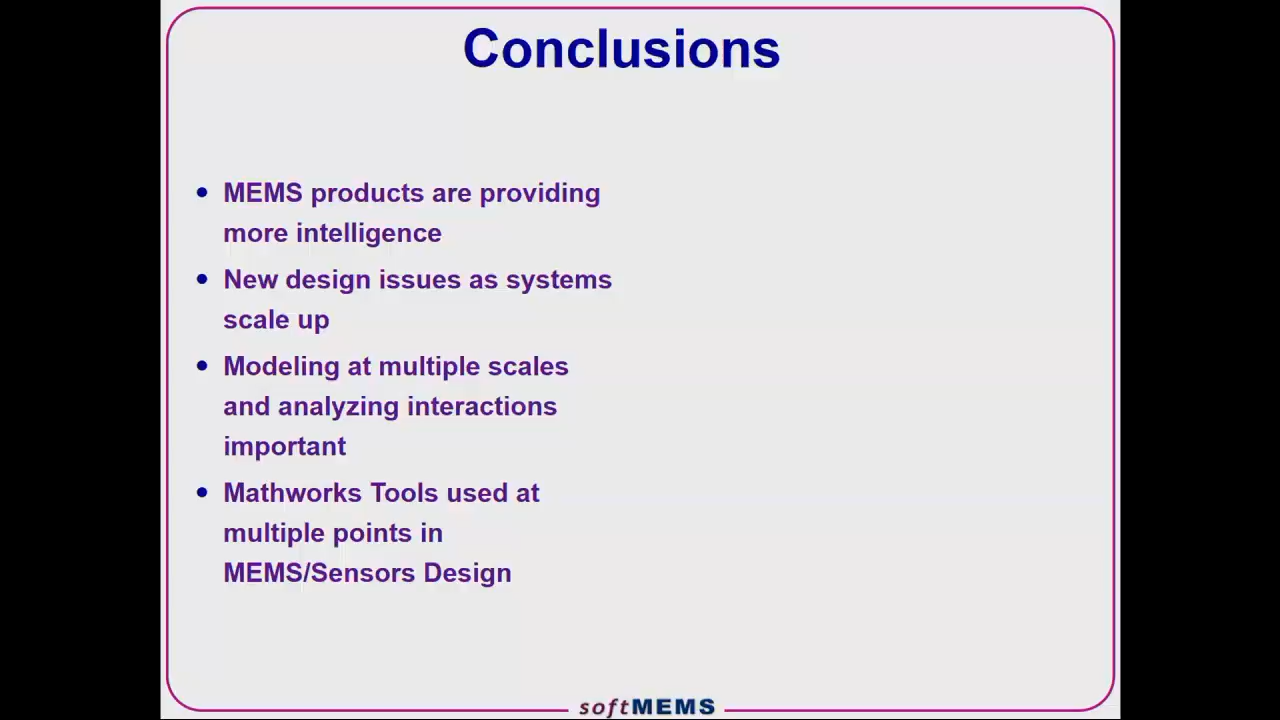 Conclusions
• MEMS products are providing
more intelligence
• New design issues as systems
scale up
• Modeling at multiple scales
and analyzing interactions
important
• Mathworks Tools used at
multiple points in
MEMS/Sensors Design
softMEMS